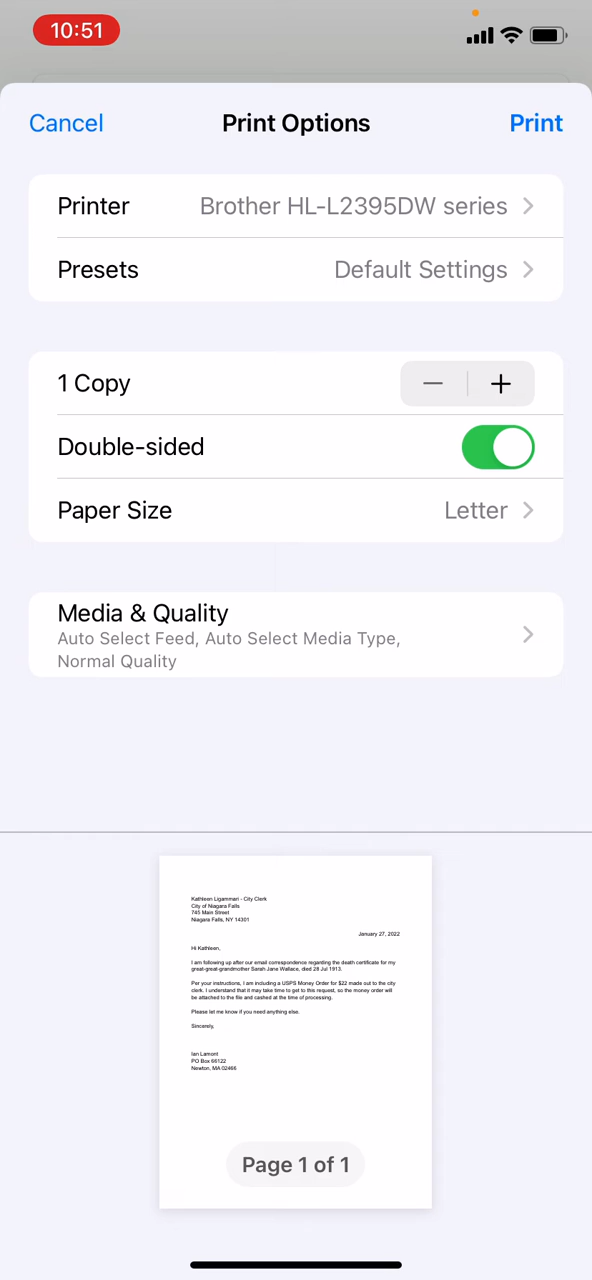 10:51
Cancel Print Options Print
Printer Brother HL-L2395DW series
Presets Default Settings
1 Copy
Double-sided
Paper Size Letter
Media & Quality
Auto Select Feed, Auto Select Media Type,
Normal Quality
Kathleen Ligammari - City Clerk
City of Niagara Falls
745 Main Street
Niagara Falls, NY 14301
January 27, 2022
Hi Kathleen,
I am following up after our email correspondence regarding the death certificate for my
great-great-grandmother Sarah Jane Wallace, died 28 Jul 1913.
Per your instructions, I am including a USPS Money Order for $22 made out to the city
clerk. I understand that it may take time to get to this request, so the money order will
be attached to the file and cashed at the time of processing.
Please let me know if you need anything else.
Sincerely,
Ian Lamont
PO Box 66122
Newton, MA 02466
Page 1 of 1